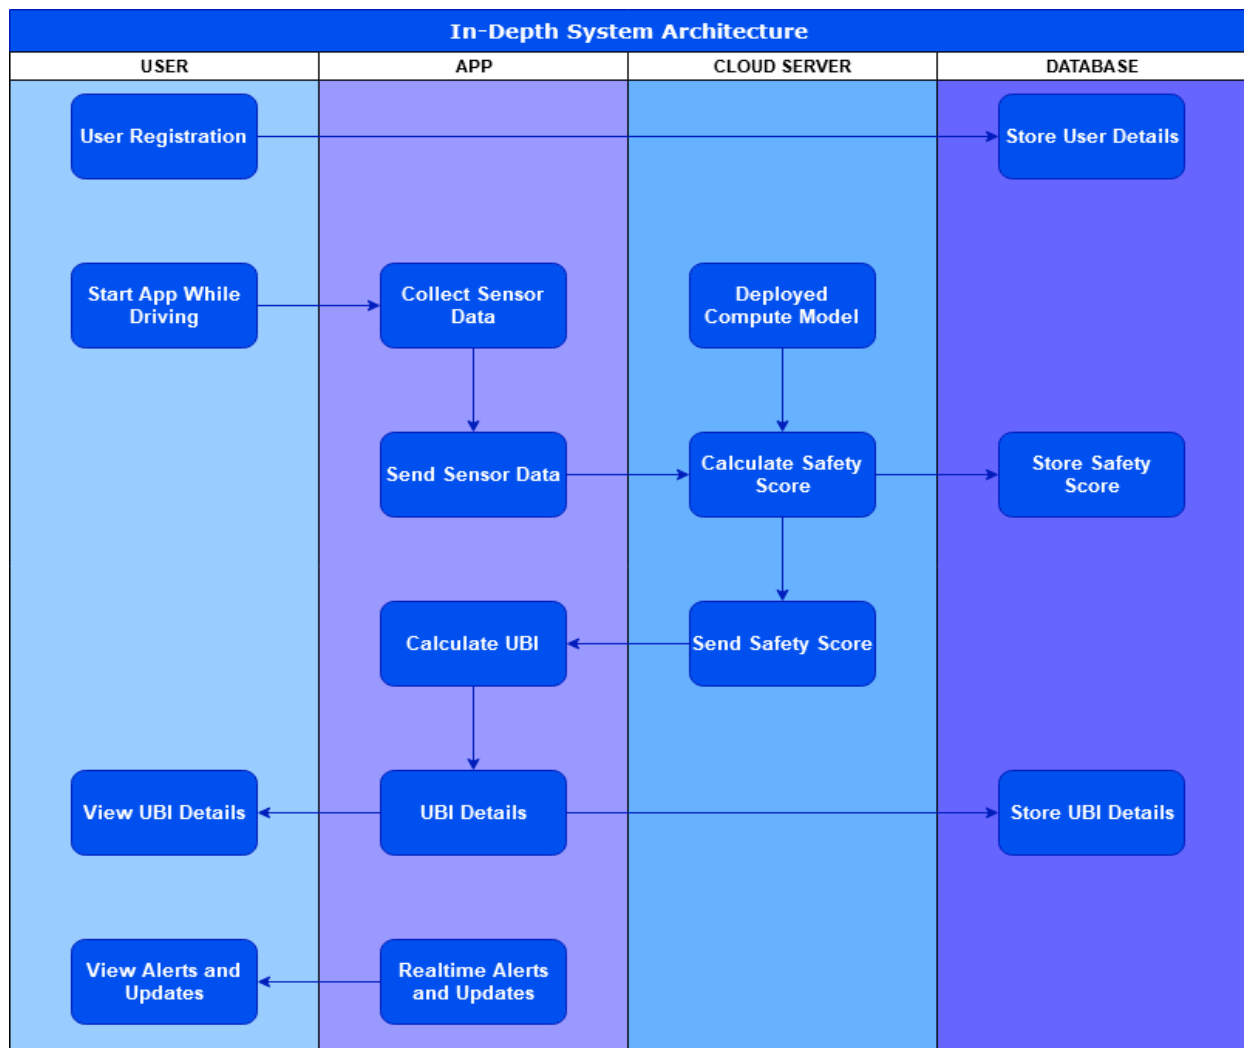 In-Depth System Architecture
USER
APP
CLOUD SERVER
DATABASE
User Registration
Store User Details
Start App While
Driving
Collect Sensor
Data
Deployed
Compute Model
Send Sensor Data
Calculate Safety
Score
Store Safety
Score
Calculate UBI
Send Safety Score
View UBI Details
UBI Details
Store UBI Details
View Alerts and
Updates
Realtime Alerts
and Updates